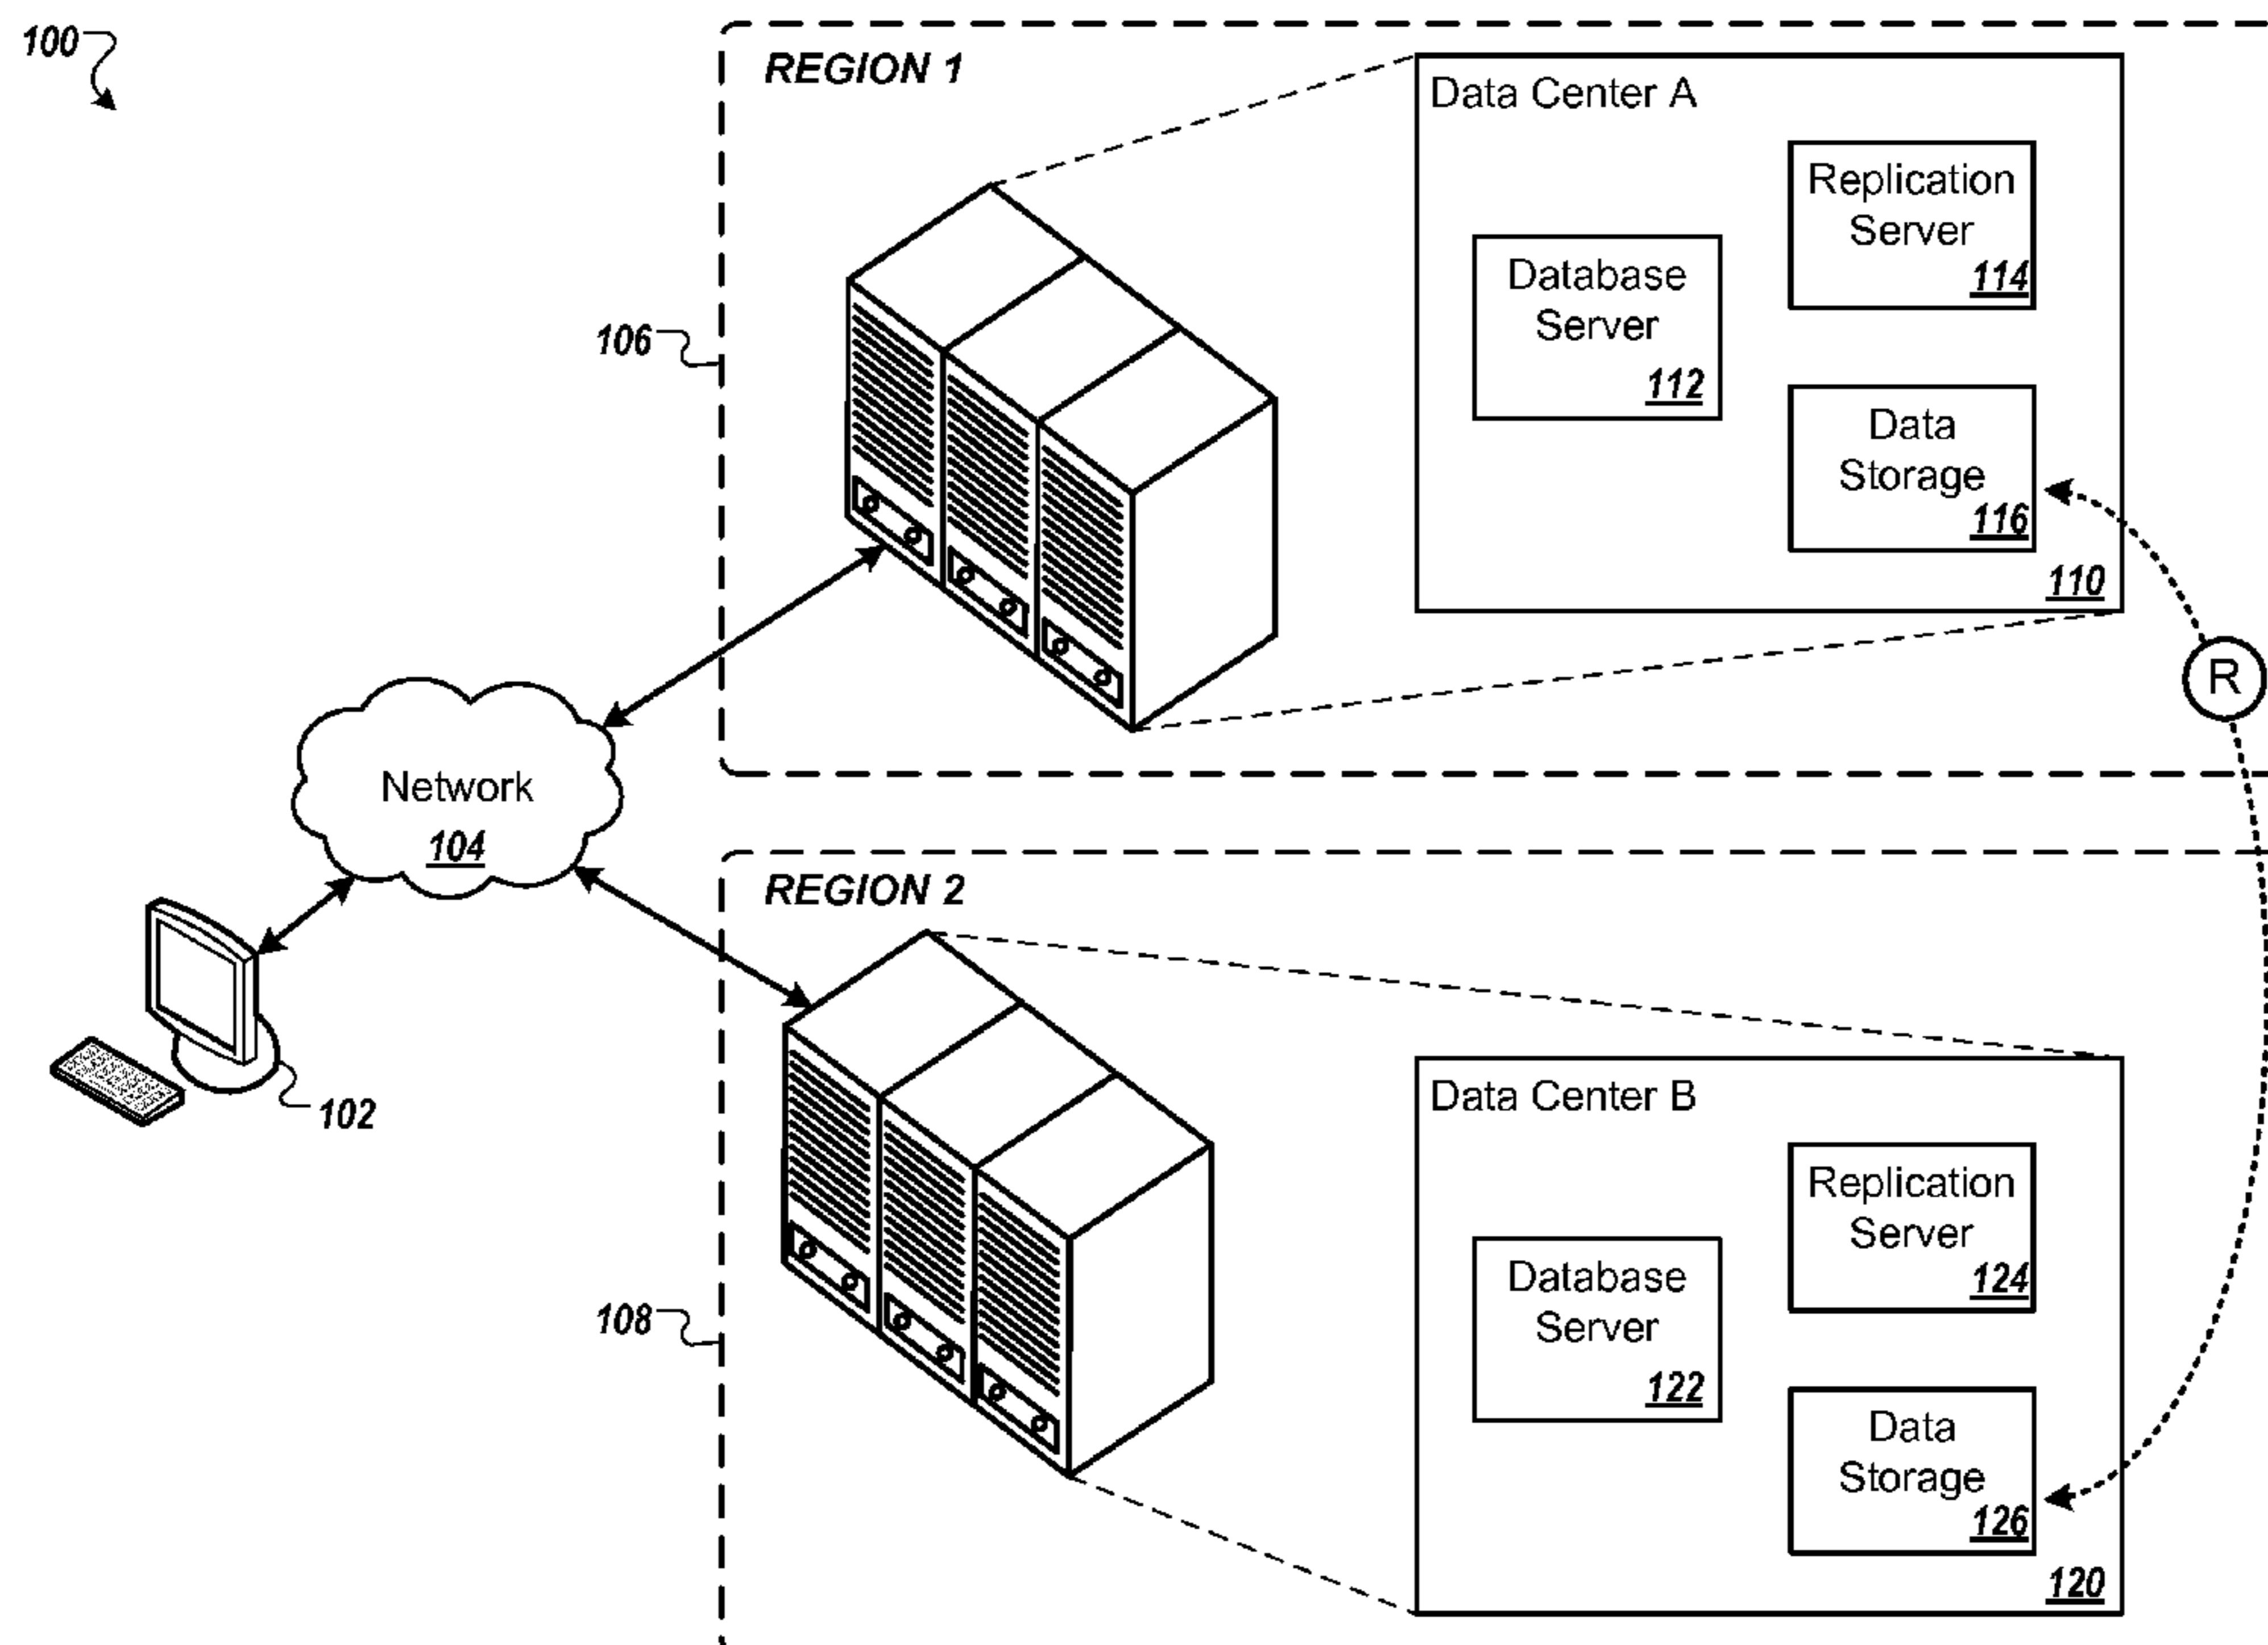 100
REGION 1
Data Center A
Replication
Server
114
Database
Server
112
106
Data
Storage
116
110
R
Network
104
REGION 2
102
Data Center B
Replication
Server
124
Database
Server
122
108
Data
Storage
126
120